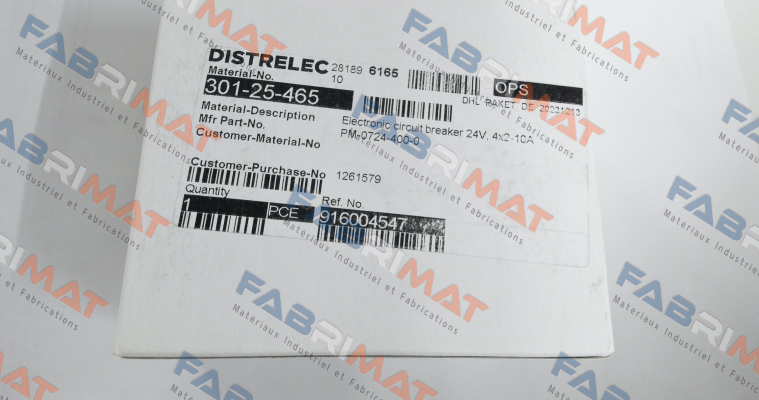 DISTRELEC 28189 6165
10
OPS
Material-No.
301-25-465
DHL PAKET DE 20231213
Material-Description Electronic circuit breaker 24V, 4x2-10A
Mfr Part-No. PM-0724-400-0
Customer-Material-No
Customer-Purchase-No 1261579
Quantity Ref. No.
1 PCE 916004547
FABRIMAT
Matériaux Industriel et Fabrications